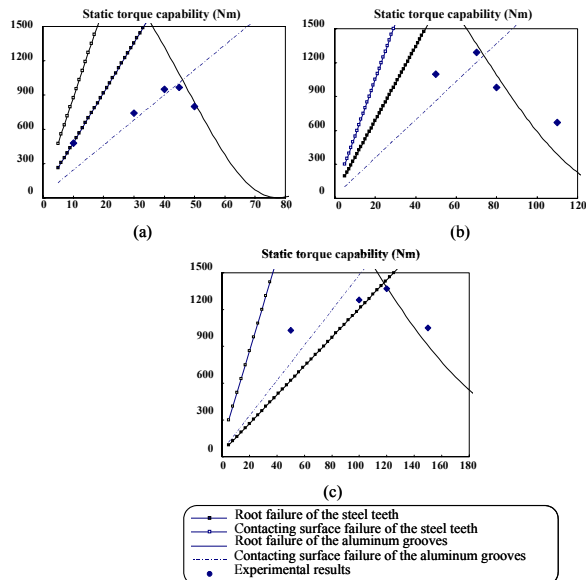 Static torque capability (Nm)
1500
1200
900
600
300
0
0 10 20 30 40 50 60 70 80
(a)
Static torque capability (Nm)
1500
1200
900
600
300
0
0 20 40 60 80 100 120
(b)
Static torque capability (Nm)
1500
1200
900
600
300
0
0 20 40 60 80 100 120 140 160 180
(c)
Root failure of the steel teeth
Contacting surface failure of the steel teeth
Root failure of the aluminum grooves
Contacting surface failure of the aluminum grooves
Experimental results